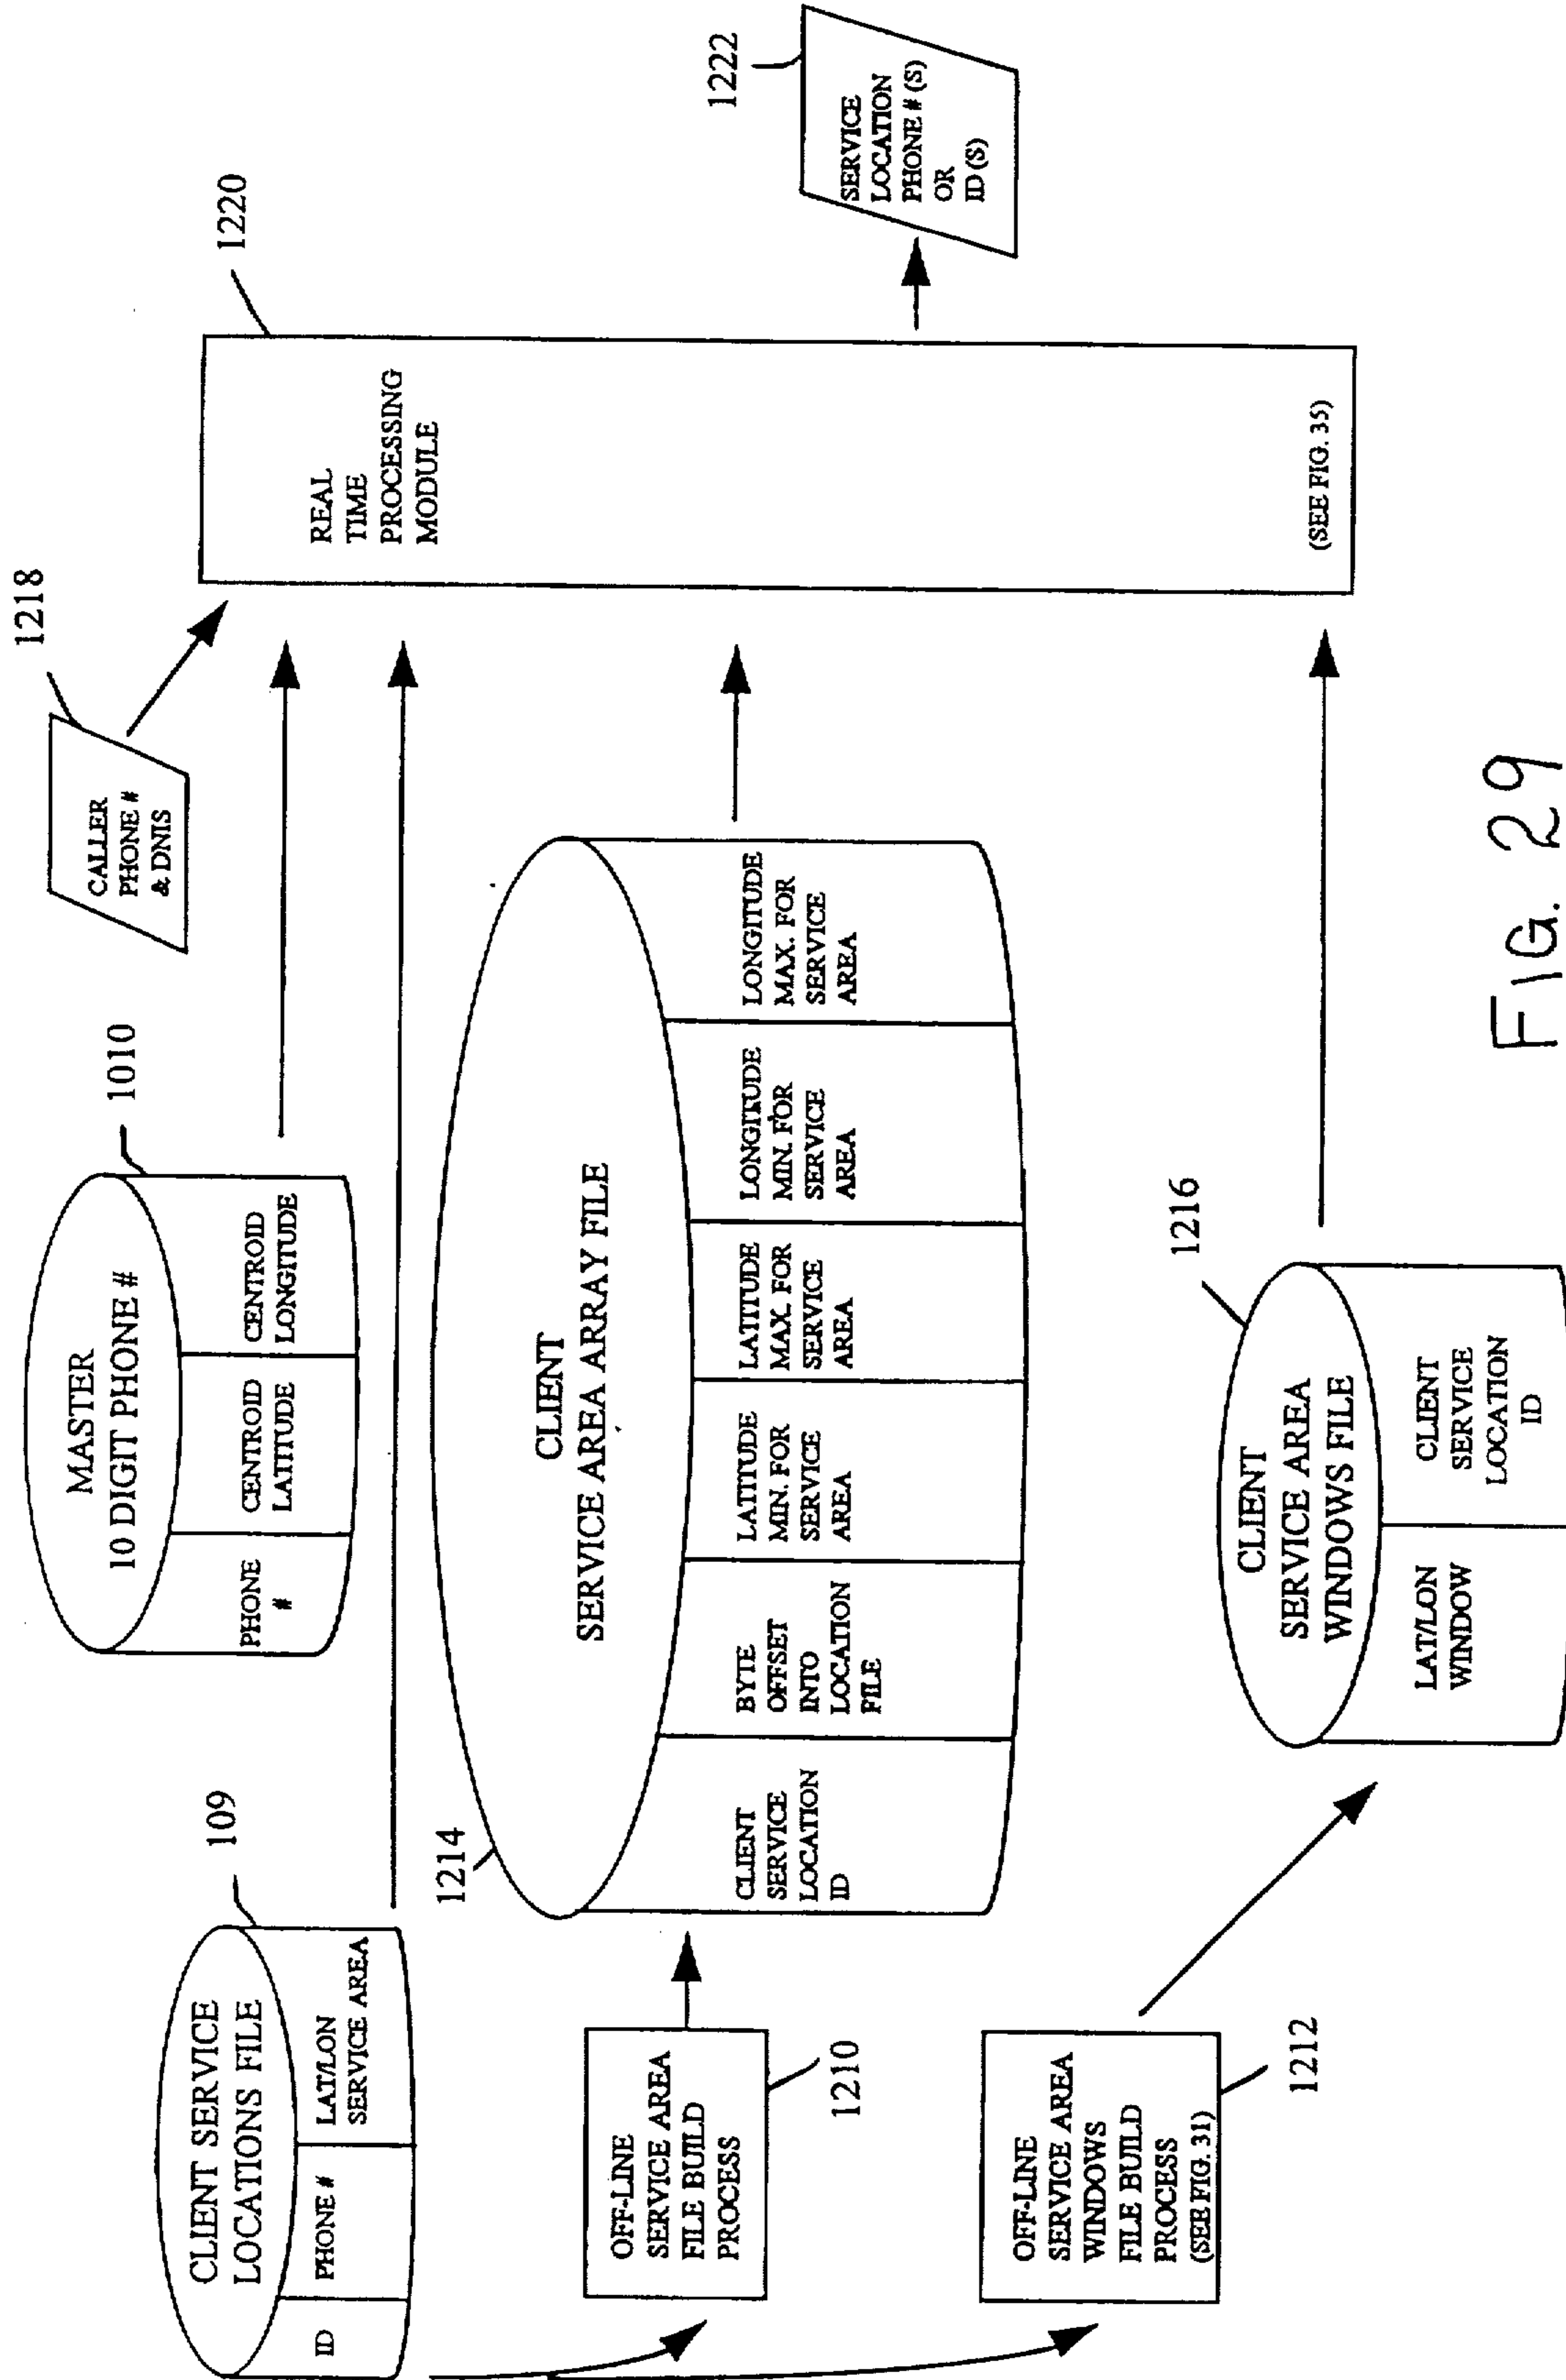 CLIENT SERVICE
LOCATIONS FILE
109
ID
PHONE #
LAT/LON
SERVICE AREA
MASTER
10 DIGIT PHONE #
1010
PHONE
#
CENTROID
LATITUDE
CENTROID
LONGITUDE
1218
CALLER
PHONE #
& DNIS
1220
REAL
TIME
PROCESSING
MODULE
(SEE FIG. 35)
1222
SERVICE
LOCATION
PHONE # (S)
OR
ID (S)
OFF-LINE
SERVICE AREA
FILE BUILD
PROCESS
1210
1214
CLIENT
SERVICE AREA ARRAY FILE
CLIENT
SERVICE
LOCATION
ID
BYTE
OFFSET
INTO
LOCATION
FILE
LATITUDE
MIN. FOR
SERVICE
AREA
LATITUDE
MAX. FOR
SERVICE
AREA
LONGITUDE
MIN. FOR
SERVICE
AREA
LONGITUDE
MAX. FOR
SERVICE
AREA
OFF-LINE
SERVICE AREA
WINDOWS
FILE BUILD
PROCESS
(SEE FIG. 31)
1212
1216
CLIENT
SERVICE AREA
WINDOWS FILE
LAT/LON
WINDOW
CLIENT
SERVICE
LOCATION
ID
FIG. 29